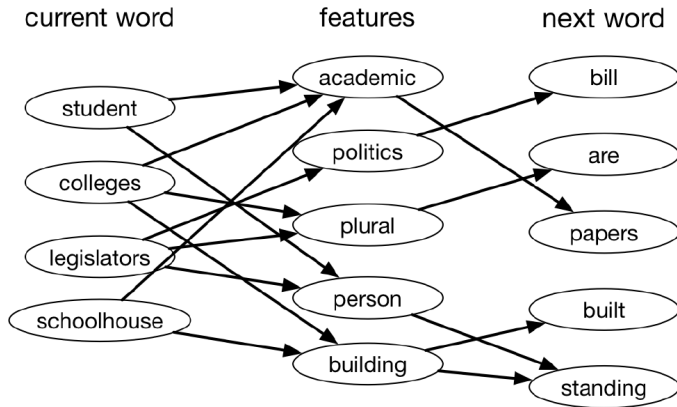 current word
features
next word
student
colleges
legislators
schoolhouse
academic
politics
plural
person
building
bill
are
papers
built
standing